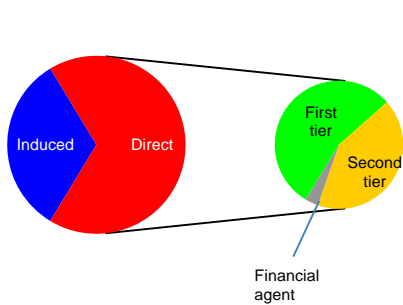 Induced
Direct
First
tier
Second
tier
Financial
agent